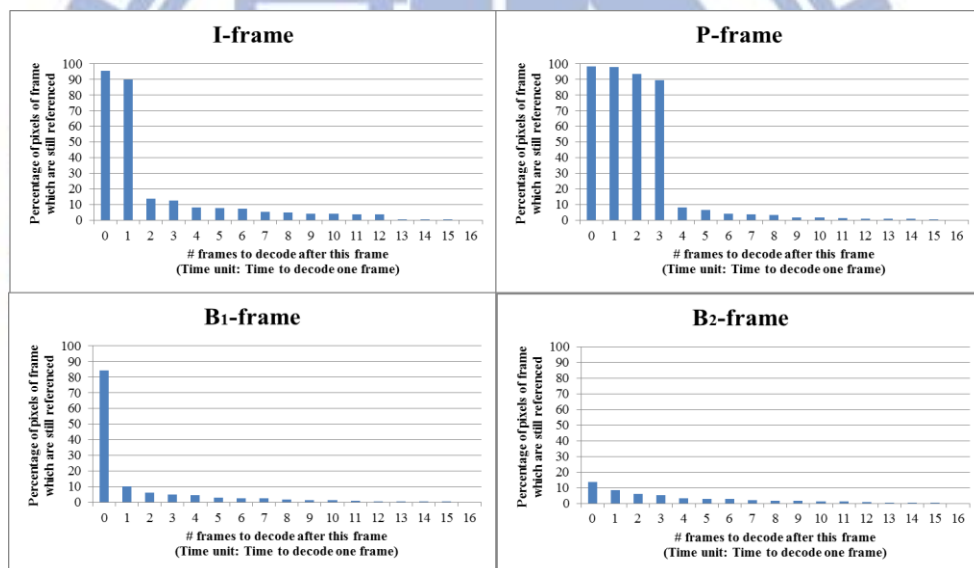 I-frame
Percentage of pixels of frame
which are still referenced
100
90
80
70
60
50
40
30
20
10
0
0 1 2 3 4 5 6 7 8 9 10 11 12 13 14 15 16
# frames to decode after this frame
(Time unit: Time to decode one frame)
P-frame
Percentage of pixels of frame
which are still referenced
100
90
80
70
60
50
40
30
20
10
0
0 1 2 3 4 5 6 7 8 9 10 11 12 13 14 15 16
# frames to decode after this frame
(Time unit: Time to decode one frame)
B1-frame
Percentage of pixels of frame
which are still referenced
100
90
80
70
60
50
40
30
20
10
0
0 1 2 3 4 5 6 7 8 9 10 11 12 13 14 15 16
# frames to decode after this frame
(Time unit: Time to decode one frame)
B2-frame
Percentage of pixels of frame
which are still referenced
100
90
80
70
60
50
40
30
20
10
0
0 1 2 3 4 5 6 7 8 9 10 11 12 13 14 15 16
# frames to decode after this frame
(Time unit: Time to decode one frame)